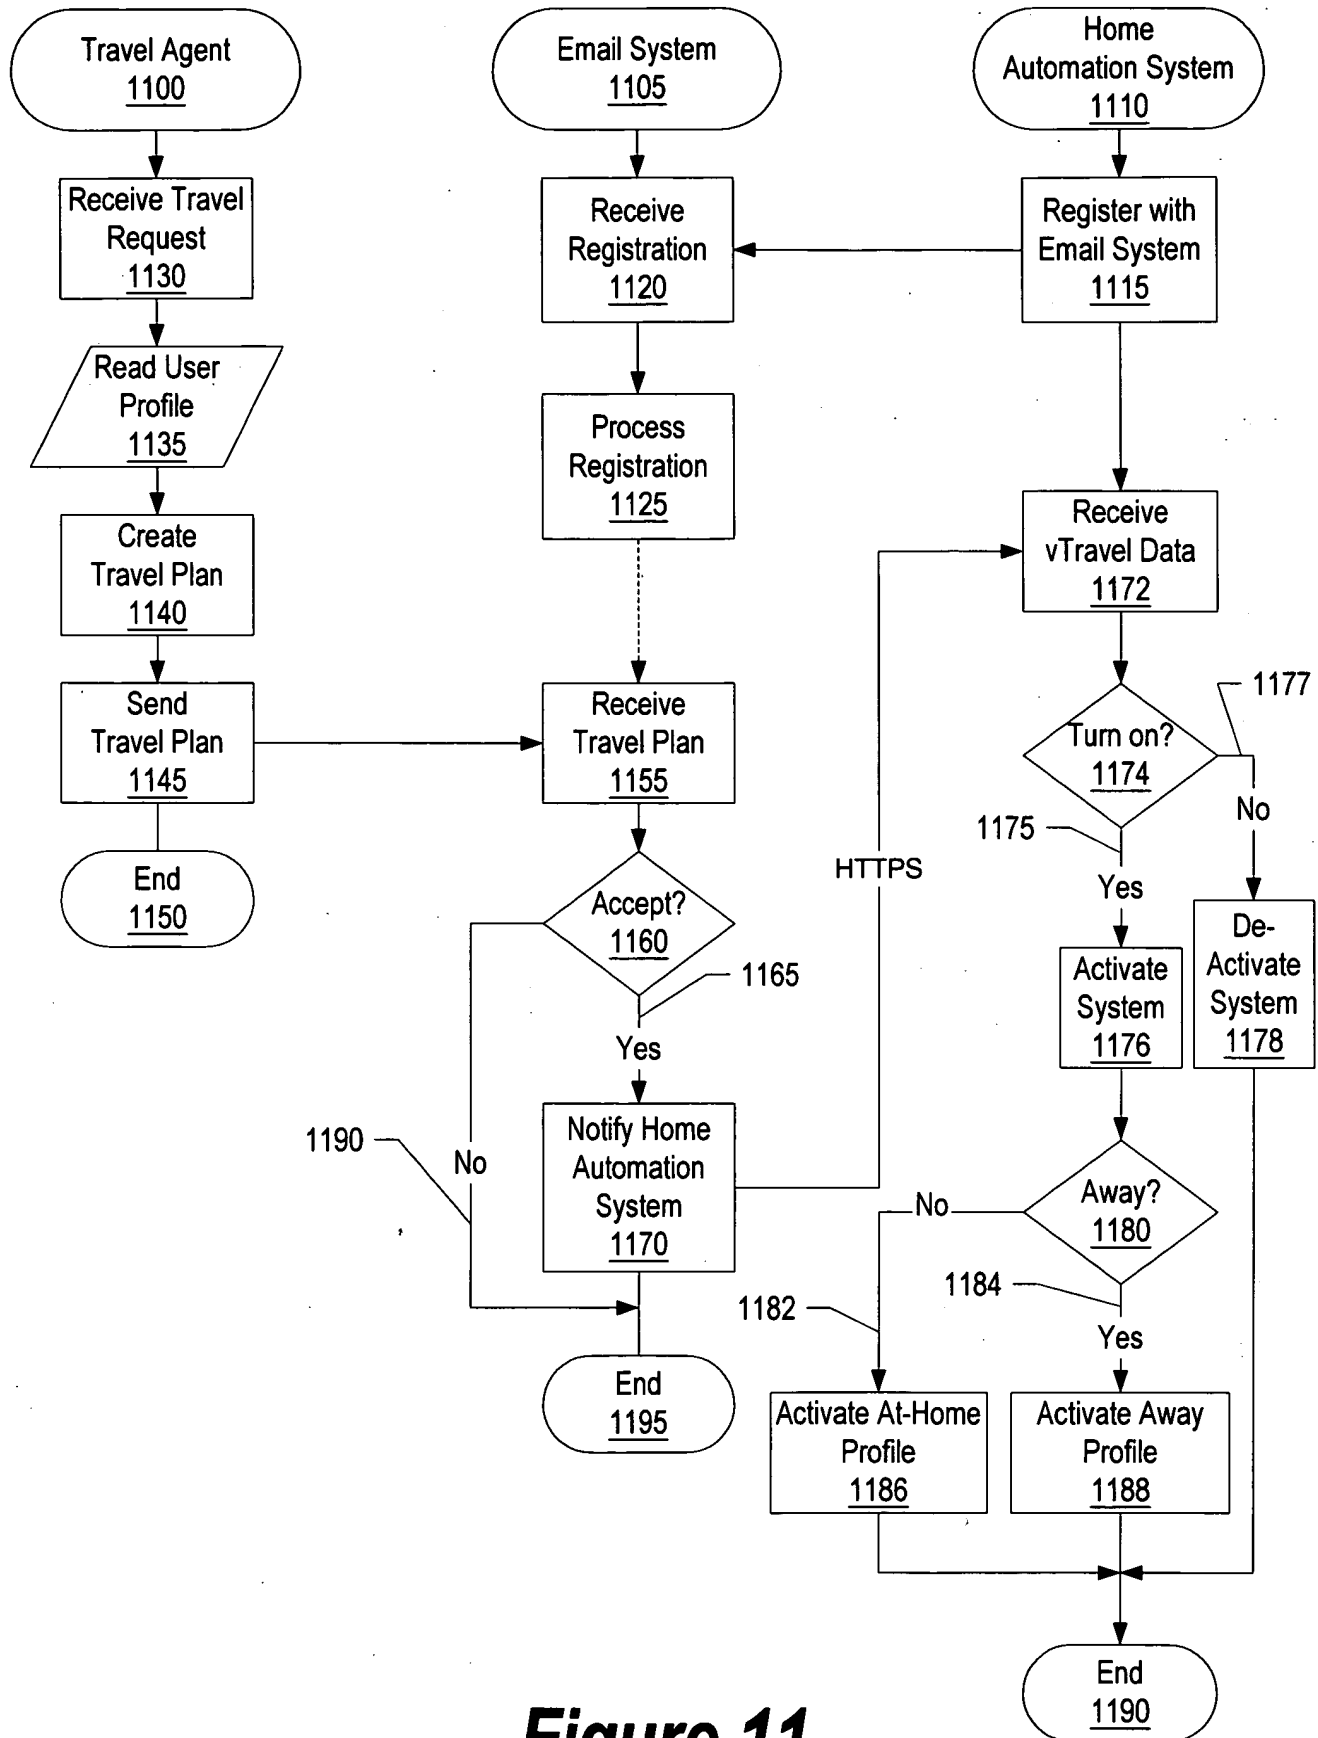 Travel Agent
1100
Receive Travel
Request
1130
Read User
Profile
1135
Create
Travel Plan
1140
Send
Travel Plan
1145
End
1150
Email System
1105
Receive
Registration
1120
Process
Registration
1125
Receive
Travel Plan
1155
Accept?
1160
1165
Yes
1190
No
Notify Home
Automation
System
1170
End
1195
HTTPS
Home
Automation System
1110
Register with
Email System
1115
Receive
vTravel Data
1172
Turn on?
1174
1177
No
1175
Yes
Activate
System
1176
De-
Activate
System
1178
Away?
1180
No
1182
1184
Yes
Activate At-Home
Profile
1186
Activate Away
Profile
1188
End
1190
Figure 11